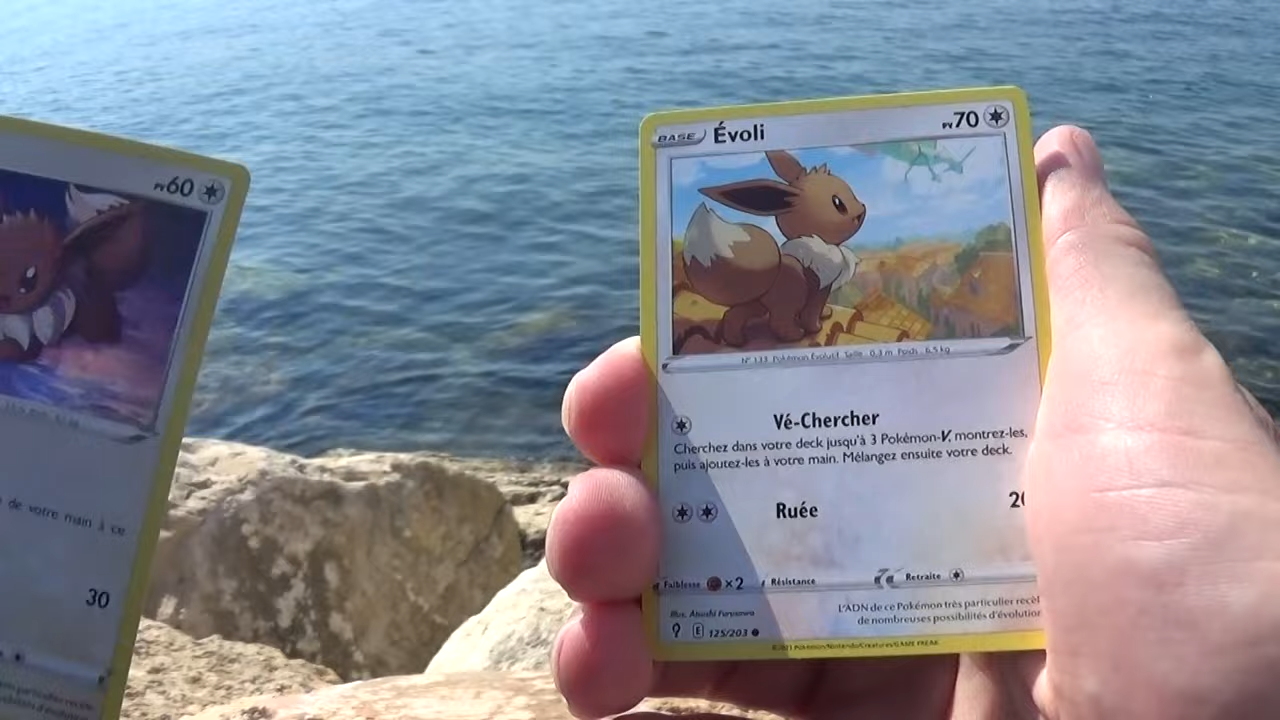 PV60
de votre main à ce
30
BASE Évoli PV70
N° 133 Pokémon Évolutif Taille : 0,3 m Poids : 6,5 kg
Vé-Chercher
Cherchez dans votre deck jusqu'à 3 Pokémon-V, montrez-les,
puis ajoutez-les à votre main. Mélangez ensuite votre deck.
Ruée 20
Faiblesse ×2 Résistance Retraite
Illus. Atsushi Furusawa
L'ADN de ce Pokémon très particulier recèl
de nombreuses possibilités d'évolution
E 125/203
©2021 Pokémon/Nintendo/Creatures/GAME FREAK